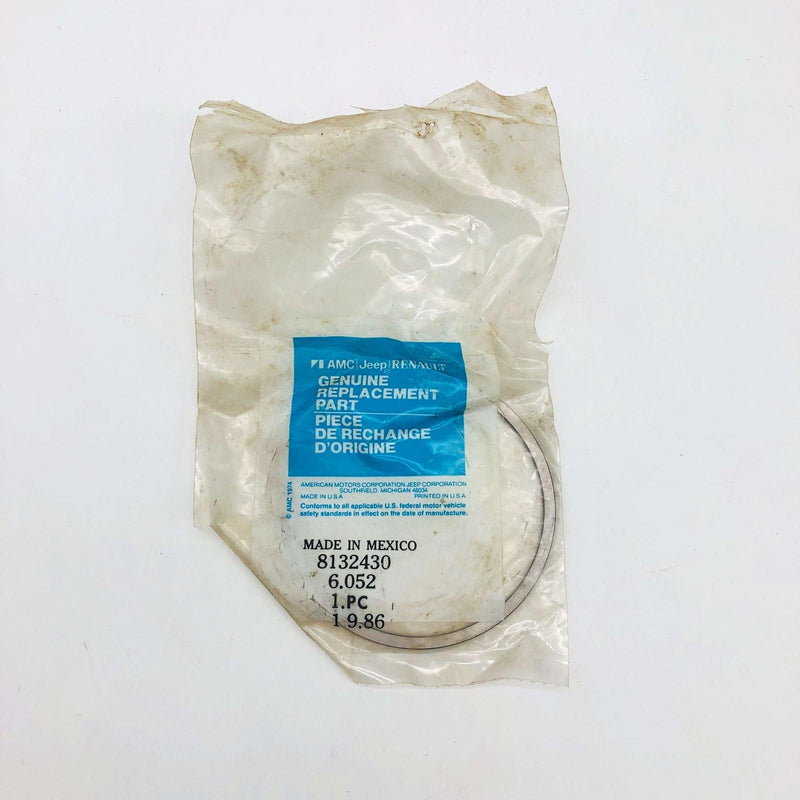 AMC|Jeep|RENAULT
GENUINE
REPLACEMENT
PART
PIECE
DE RECHANGE
D'ORIGINE
AMERICAN MOTORS CORPORATION JEEP CORPORATION
SOUTHFIELD, MICHIGAN 48034
MADE IN U.S.A. PRINTED IN U.S.A.
Conforms to all applicable U.S. federal motor vehicle
safety standards in effect on the date of manufacture.
© AMC 1974
MADE IN MEXICO
8132430
6.052
1.PC
1 9.86